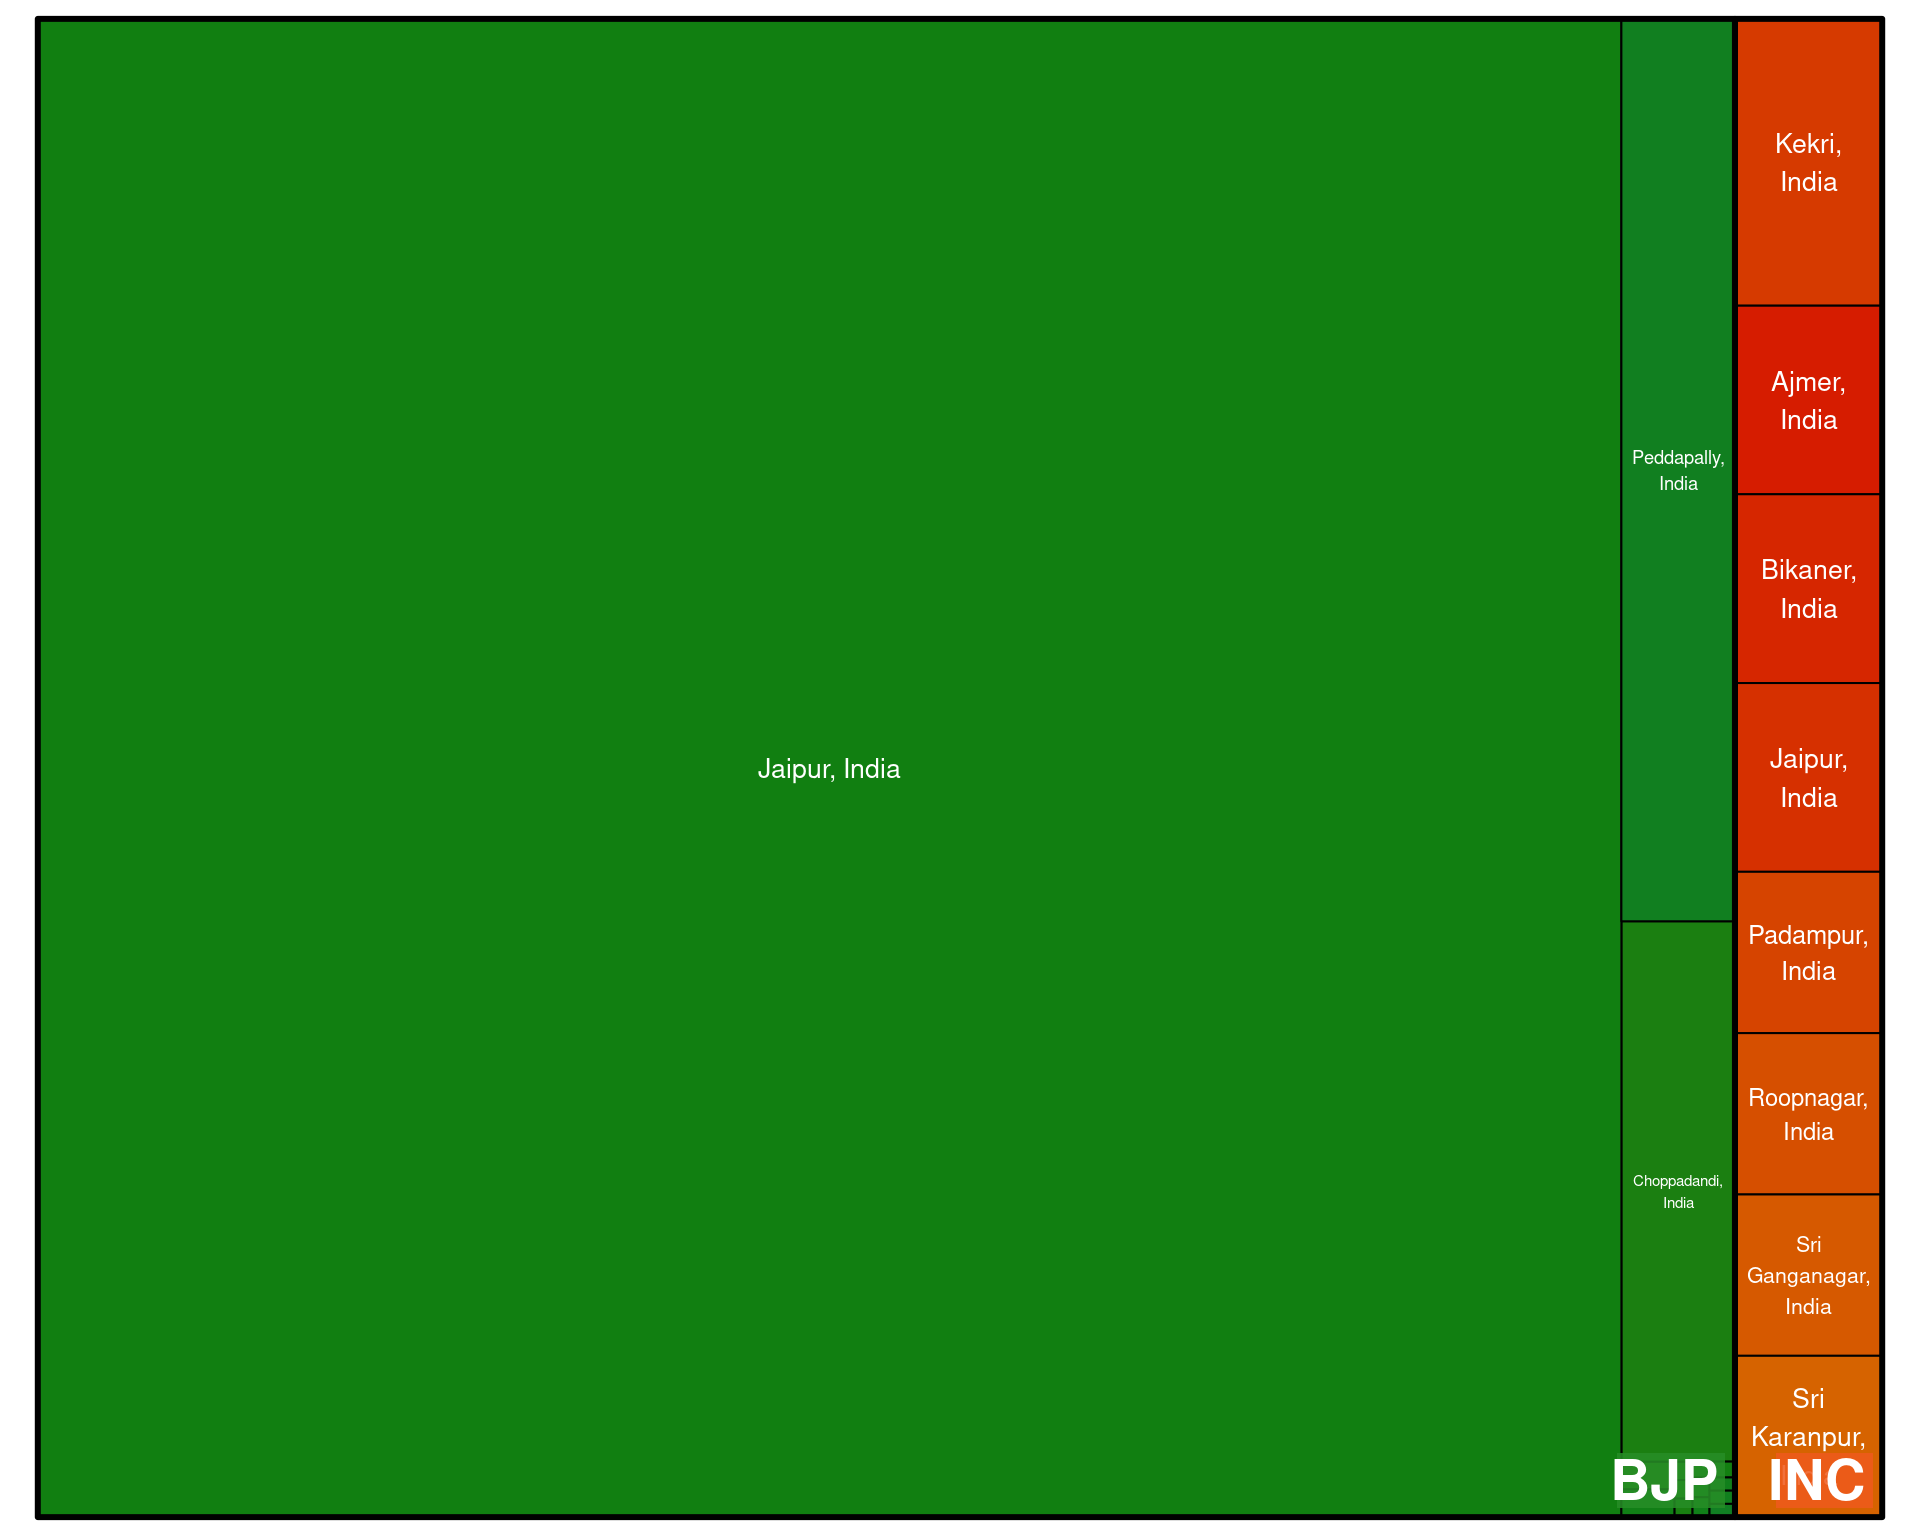 Jaipur, India
Peddapally,
India
Choppadandi,
India
BJP
Kekri,
India
Ajmer,
India
Bikaner,
India
Jaipur,
India
Padampur,
India
Roopnagar,
India
Sri
Ganganagar,
India
Sri
Karanpur,
INC